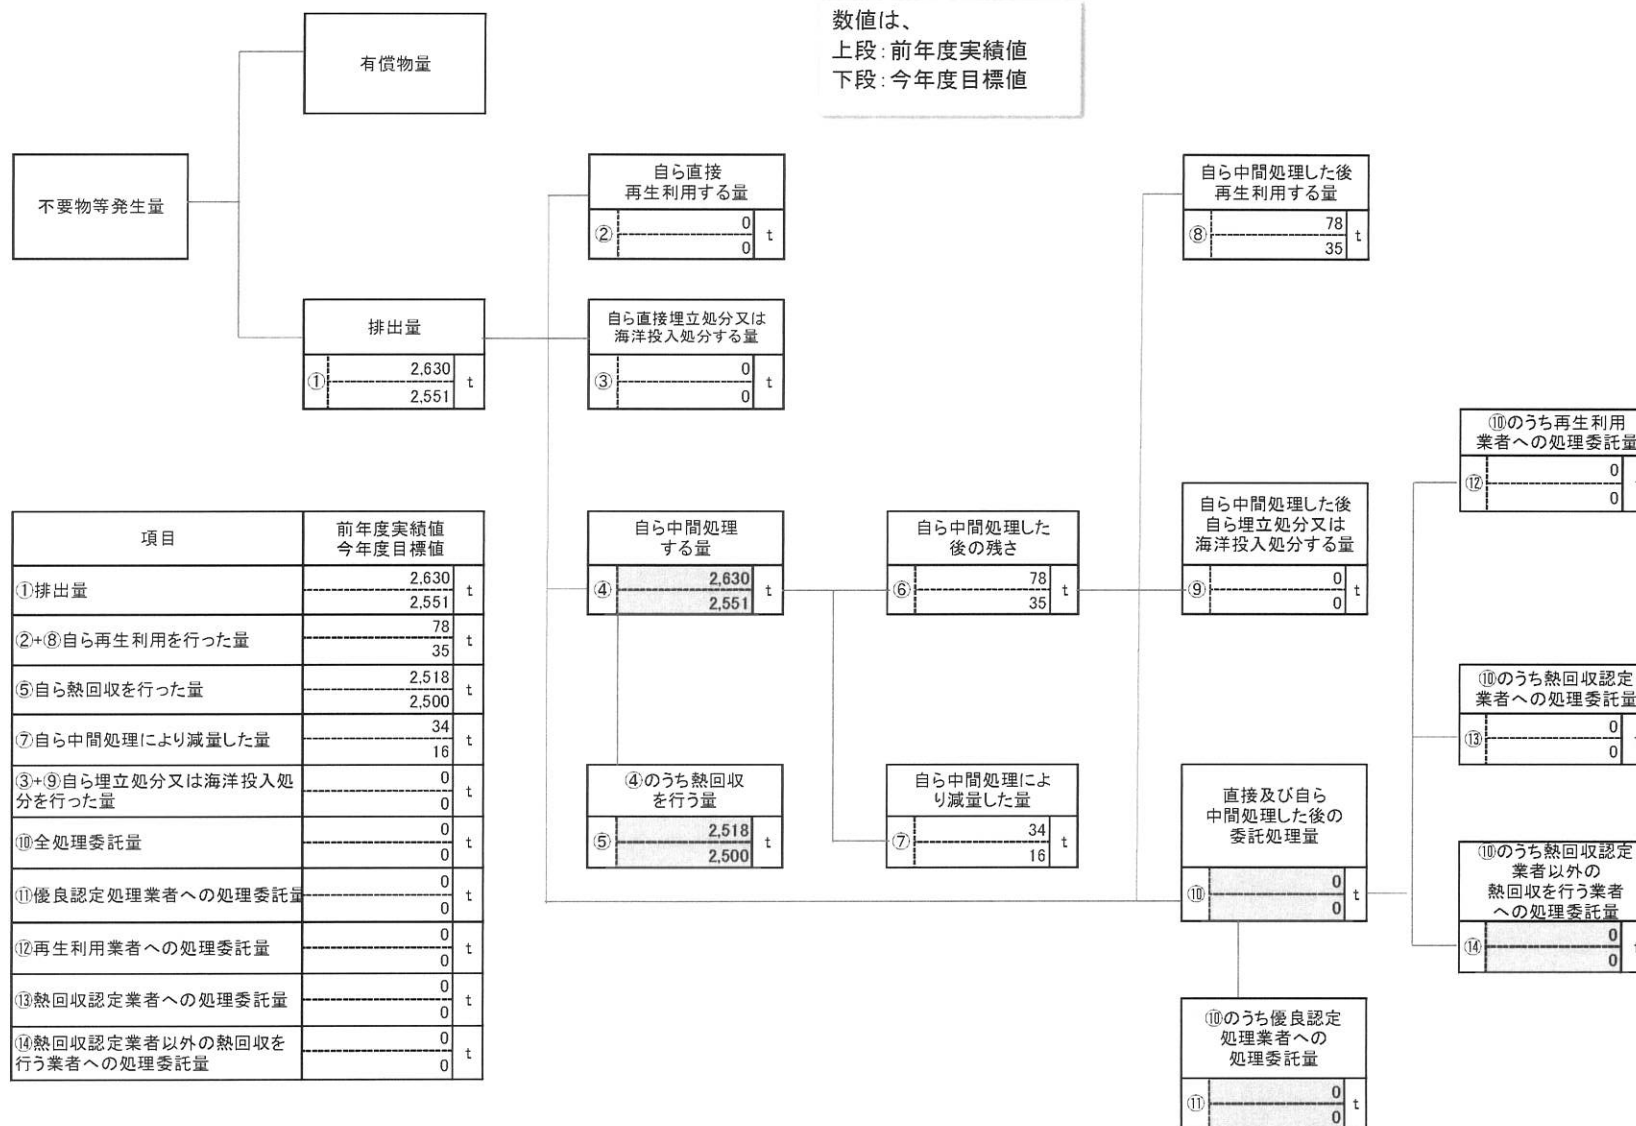 数値は、
上段:前年度実績値
下段:今年度目標値
有償物量
不要物等発生量
排出量
① 2,630 t
2,551
自ら直接
再生利用する量
② 0 t
0
自ら直接埋立処分又は
海洋投入処分する量
③ 0 t
0
自ら中間処理
する量
④ 2,630 t
2,551
④のうち熱回収
を行う量
⑤ 2,518 t
2,500
自ら中間処理した
後の残さ
⑥ 78 t
35
自ら中間処理によ
り減量した量
⑦ 34 t
16
自ら中間処理した後
再生利用する量
⑧ 78 t
35
自ら中間処理した後
自ら埋立処分又は
海洋投入処分する量
⑨ 0 t
0
直接及び自ら
中間処理した後の
委託処理量
⑩ 0 t
0
⑩のうち優良認定
処理業者への
処理委託量
⑪ 0 t
0
⑩のうち再生利用
業者への処理委託量
⑫ 0
0
⑩のうち熱回収認定
業者への処理委託量
⑬ 0
0
⑩のうち熱回収認定
業者以外の
熱回収を行う業者
への処理委託量
⑭ 0
0
項目 前年度実績値
今年度目標値
①排出量 2,630 t
2,551
②+⑧自ら再生利用を行った量 78 t
35
⑤自ら熱回収を行った量 2,518 t
2,500
⑦自ら中間処理により減量した量 34 t
16
③+⑨自ら埋立処分又は海洋投入処 0 t
分を行った量 0
⑩全処理委託量 0 t
0
⑪優良認定処理業者への処理委託量 0 t
0
⑫再生利用業者への処理委託量 0 t
0
⑬熱回収認定業者への処理委託量 0 t
0
⑭熱回収認定業者以外の熱回収を 0 t
行う業者への処理委託量 0